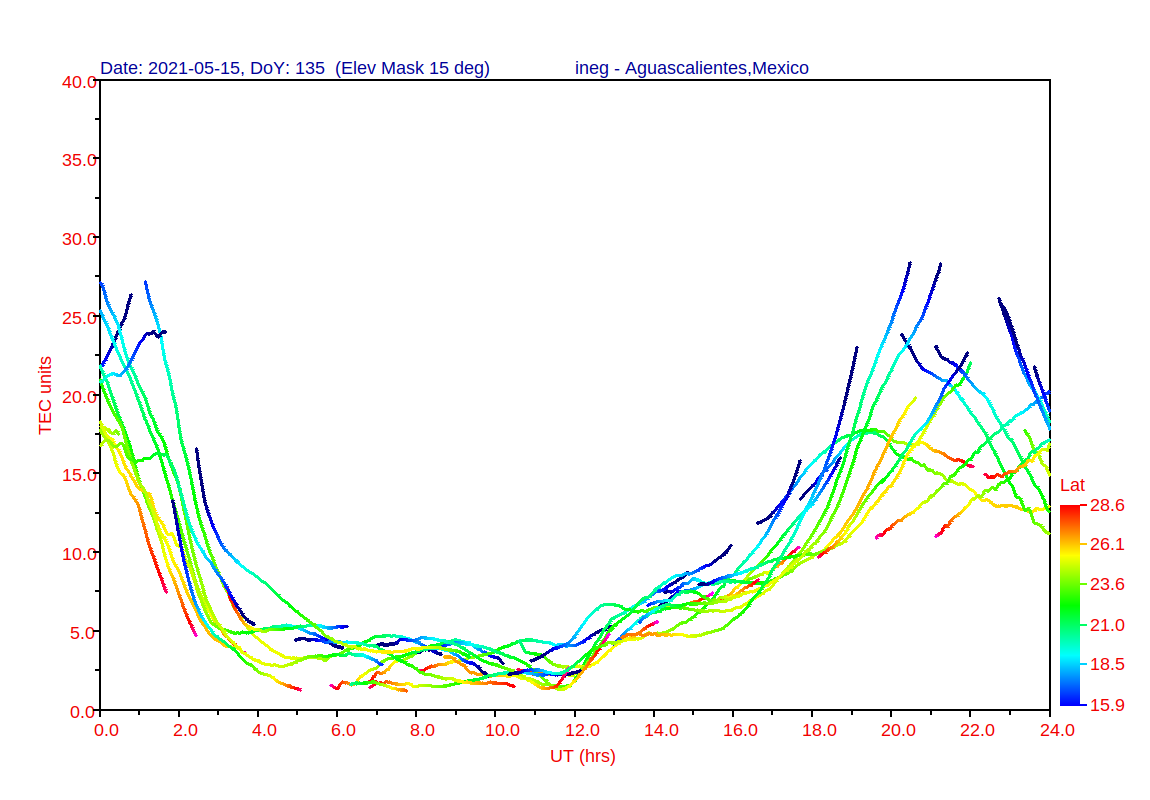 Date: 2021-05-15, DoY: 135  (Elev Mask 15 deg)
ineg - Aguascalientes,Mexico
40.0
35.0
30.0
25.0
20.0
15.0
10.0
5.0
0.0
TEC units
0.0 2.0 4.0 6.0 8.0 10.0 12.0 14.0 16.0 18.0 20.0 22.0 24.0
UT (hrs)
Lat
28.6
26.1
23.6
21.0
18.5
15.9